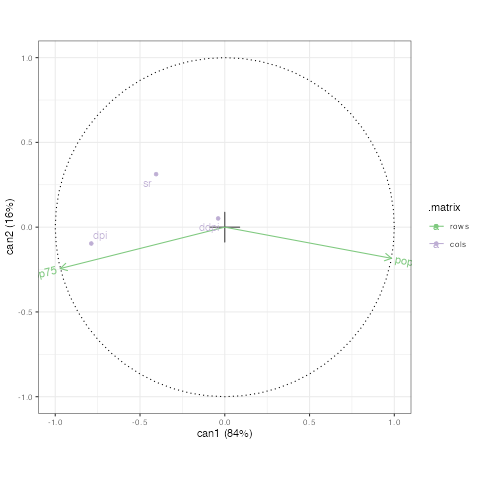 1.0
0.5
0.0
-0.5
-1.0
can2 (16%)
sr
ddpi
dpi
p75
pop
-1.0 -0.5 0.0 0.5 1.0
can1 (84%)
.matrix
a rows
a cols